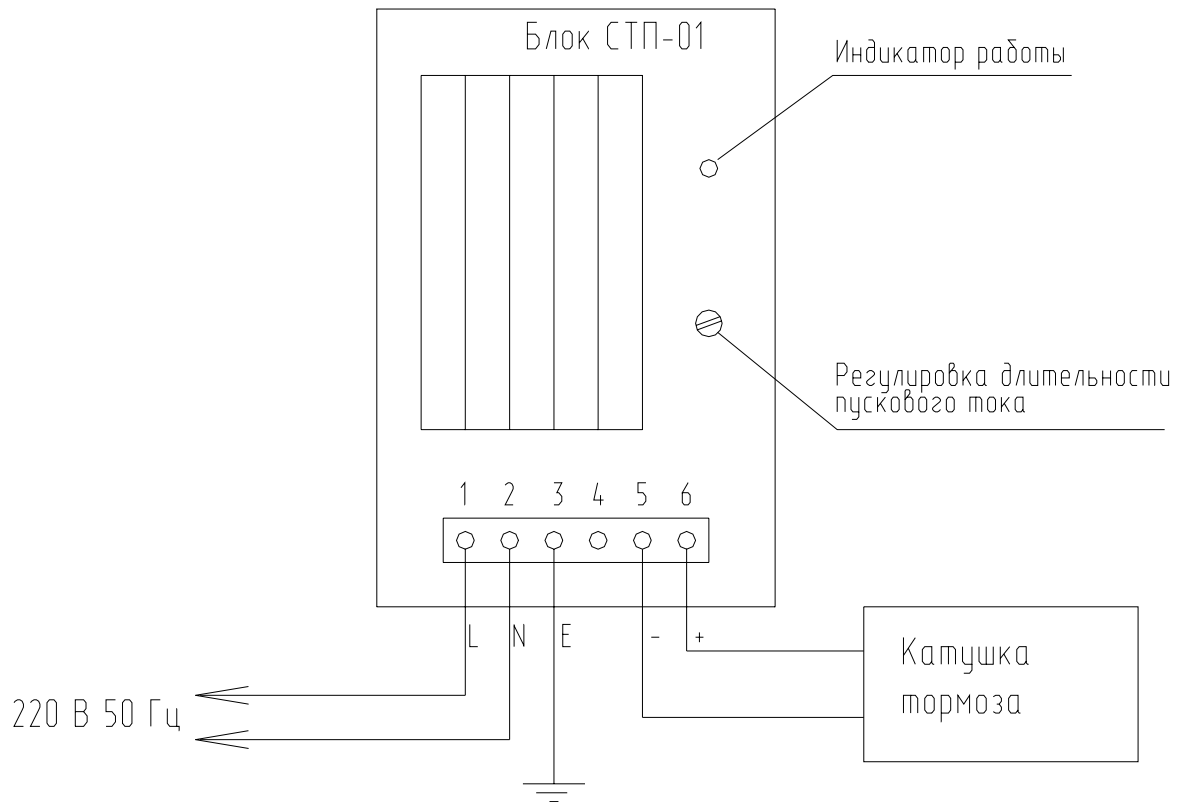 Блок СТП-01
Индикатор работы
Регулировка длительности
пускового тока
1 2 3 4 5 6
L N E - +
220 В 50 Гц
Катушка
тормоза